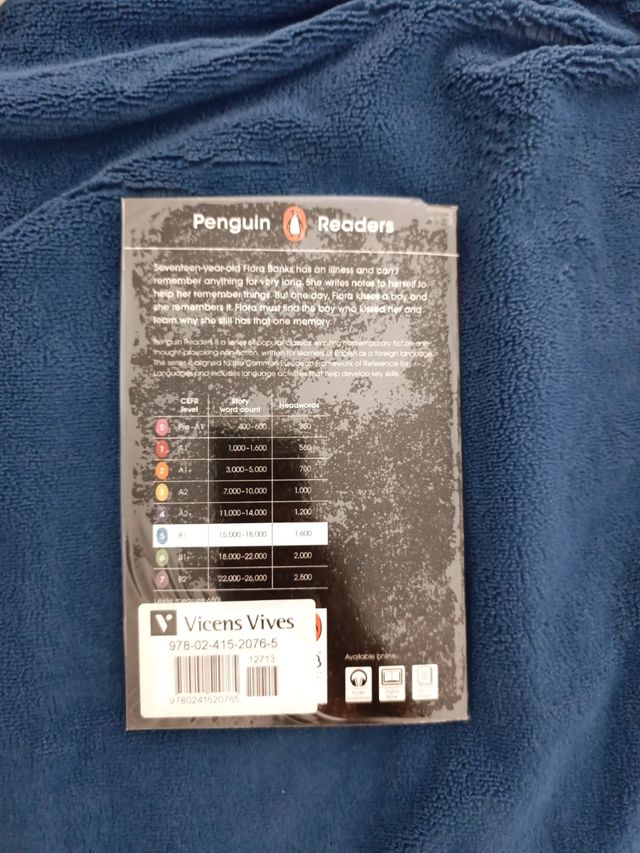 Penguin Readers
Seventeen-year-old Flora Banks has an illness and can't
remember anything for very long. She writes notes to herself to
help her remember things. But one day, Flora kisses a boy and
she remembers it. Flora must find the boy who kissed her and
learn why she still has that one memory.
Penguin Readers is a series of popular classics, exciting contemporary fiction and
thought-provoking non-fiction, written for learners of English as a foreign language.
The series is aligned to the Common European Framework of Reference for
Languages and includes language activities that help develop key skills.
CEFR level Story word count Headwords
S Pre-A1 400-600 380
1 A1 1,000-1,600 560
2 A1+ 3,000-5,000 700
3 A2 7,000-10,000 1,000
4 A2+ 11,000-14,000 1,200
5 B1 15,000-18,000 1,600
6 B1+ 18,000-22,000 2,000
7 B2 22,000-26,000 2,500
Lexile measure
V Vicens Vives
978-02-415-2076-5
12713
9780241520765
Available online